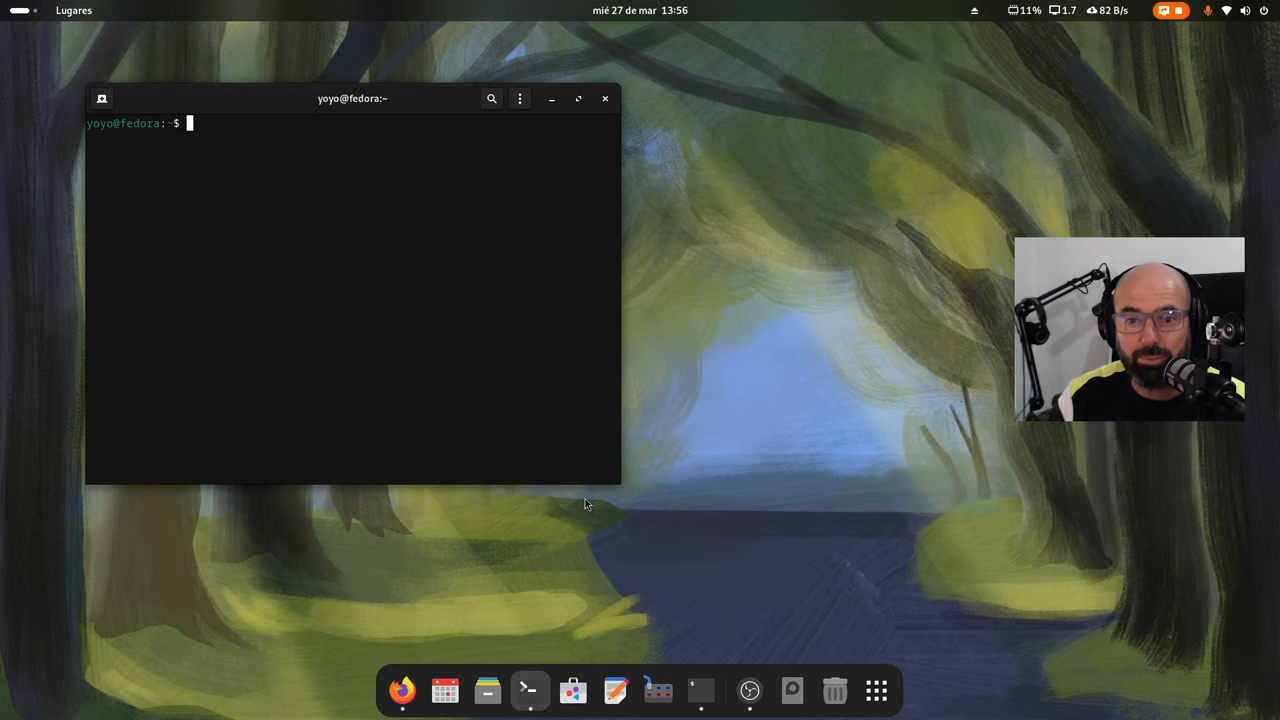 Lugares
mié 27 de mar 13:56
11%
1.7
82 B/s
yoyo@fedora:~
yoyo@fedora:~$